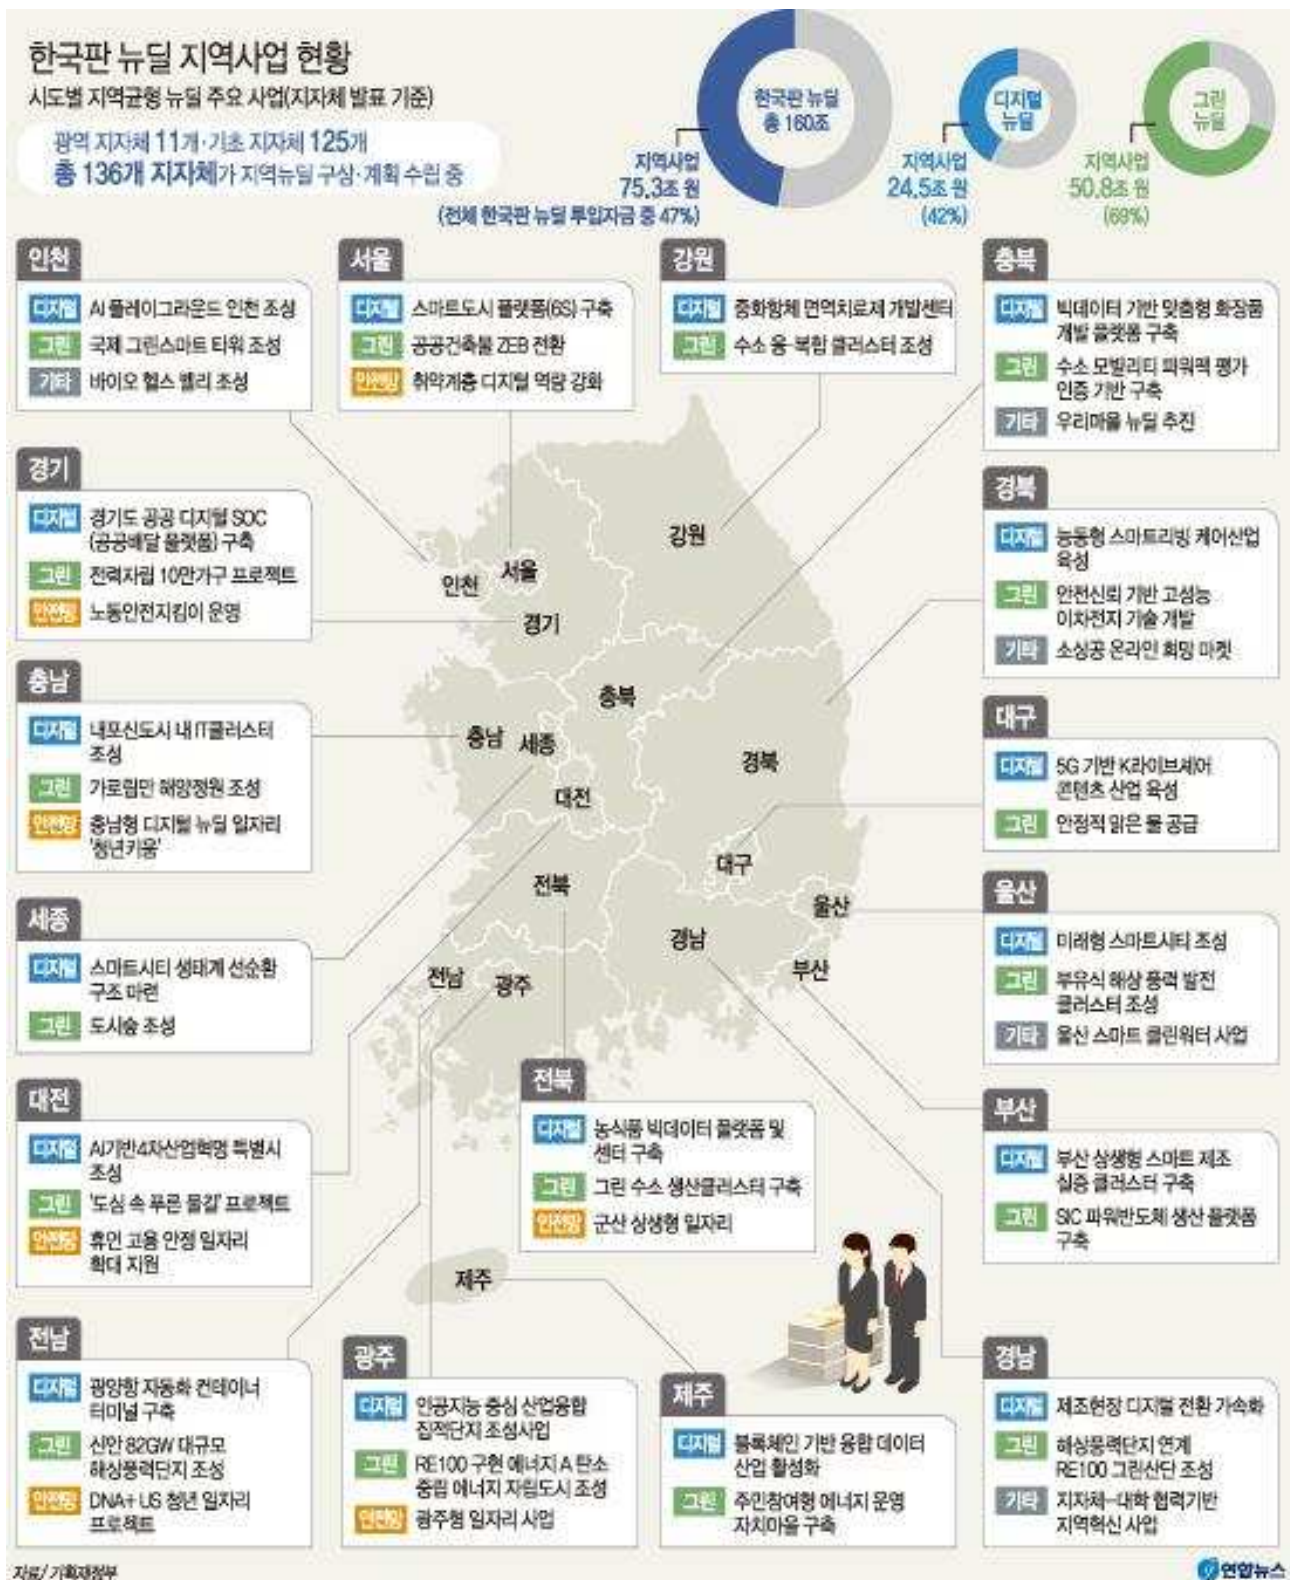 한국판 뉴딜 지역사업 현황
시도별 지역균형 뉴딜 주요 사업(지자체 발표 기준)
광역 지자체 11개·기초 지자체 125개
총 136개 지자체가 지역뉴딜 구상·계획 수립 중
한국판 뉴딜
총 160조
지역사업
75.3조 원
(전체 한국판 뉴딜 투입자금 중 47%)
디지털
뉴딜
지역사업
24.5조 원
(42%)
그린
뉴딜
지역사업
50.8조 원
(69%)
인천
디지털 AI 플레이그라운드 인천 조성
그린 국제 그린스마트 타워 조성
기타 바이오 헬스 밸리 조성
서울
디지털 스마트도시 플랫폼(6S) 구축
그린 공공건축물 ZEB 전환
안전망 취약계층 디지털 역량 강화
강원
디지털 중화항체 면역치료제 개발센터
그린 수소 융·복합 클러스터 조성
충북
디지털 빅데이터 기반 맞춤형 화장품
개발 플랫폼 구축
그린 수소 모빌리티 파워팩 평가
인증 기반 구축
기타 우리마을 뉴딜 추진
경기
디지털 경기도 공공 디지털 SOC
(공공배달 플랫폼) 구축
그린 전력자립 10만가구 프로젝트
안전망 노동안전지킴이 운영
경북
디지털 능동형 스마트리빙 케어산업
육성
그린 안전신뢰 기반 고성능
이차전지 기술 개발
기타 소상공 온라인 희망 마켓
충남
디지털 내포신도시 내 IT클러스터
조성
그린 가로림만 해양정원 조성
안전망 충남형 디지털 뉴딜 일자리
'청년키움'
대구
디지털 5G 기반 K라이브셰어
콘텐츠 산업 육성
그린 안정적 맑은 물 공급
세종
디지털 스마트시티 생태계 선순환
구조 마련
그린 도시숲 조성
울산
디지털 미래형 스마트시티 조성
그린 부유식 해상 풍력 발전
클러스터 조성
기타 울산 스마트 클린워터 사업
강원
인천
서울
경기
충북
충남
세종
경북
대전
대구
전북
울산
경남
부산
전남
광주
제주
대전
디지털 AI기반4차산업혁명 특별시
조성
그린 '도심 속 푸른 물길' 프로젝트
안전망 휴먼 고용 안정 일자리
확대 지원
전북
디지털 농식품 빅데이터 플랫폼 및
센터 구축
그린 그린 수소 생산클러스터 구축
안전망 군산 상생형 일자리
부산
디지털 부산 상생형 스마트 제조
실증 클러스터 구축
그린 SIC 파워반도체 생산 플랫폼
구축
전남
디지털 광양항 자동화 컨테이너
터미널 구축
그린 신안 82GW 대규모
해상풍력단지 조성
안전망 DNA+ US 청년 일자리
프로젝트
광주
디지털 인공지능 중심 산업융합
집적단지 조성사업
그린 RE100 구현 에너지 A 탄소
중립 에너지 자립도시 조성
안전망 광주형 일자리 사업
제주
디지털 블록체인 기반 융합 데이터
산업 활성화
그린 주민참여형 에너지 운영
자치마을 구축
경남
디지털 제조현장 디지털 전환 가속화
그린 해상풍력단지 연계
RE100 그린산단 조성
기타 지자체-대학 협력기반
지역혁신 사업
자료/ 기획재정부
연합뉴스